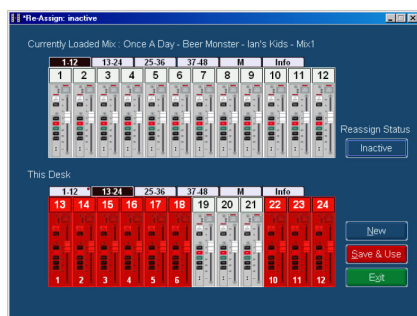 *Re-Assign: inactive
Currently Loaded Mix : Once A Day - Beer Monster - Ian's Kids - Mix1
1-12 13-24 25-36 37-48 M Info
1 2 3 4 5 6 7 8 9 10 11 12
Reassign Status
Inactive
This Desk
1-12 * 13-24 25-36 37-48 M Info
13 14 15 16 17 18 19 20 21 22 23 24
1 2 3 4 5 6 10 11 12
New
Save & Use
Exit